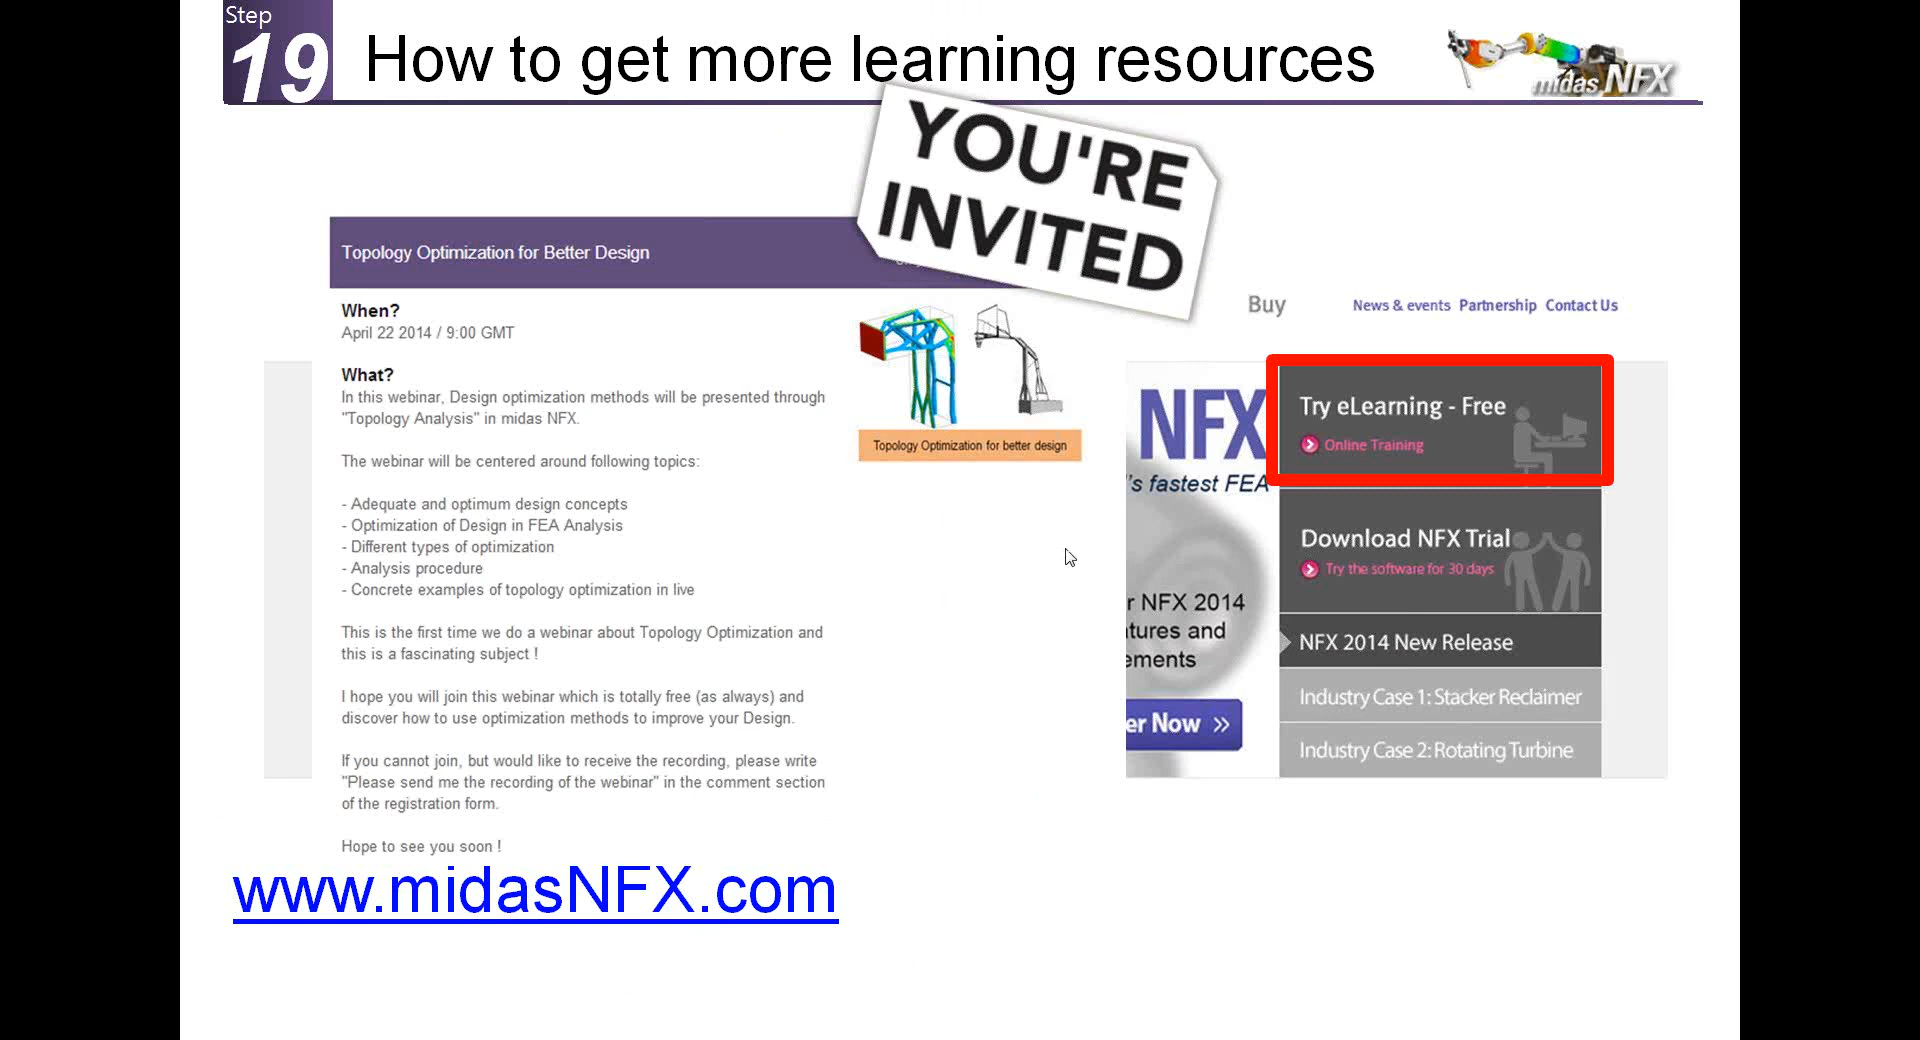 Step
19
How to get more learning resources
midas NFX
YOU'RE
INVITED
Topology Optimization for Better Design
When?
April 22 2014 / 9:00 GMT
What?
In this webinar, Design optimization methods will be presented through
"Topology Analysis" in midas NFX.
The webinar will be centered around following topics:
- Adequate and optimum design concepts
- Optimization of Design in FEA Analysis
- Different types of optimization
- Analysis procedure
- Concrete examples of topology optimization in live
This is the first time we do a webinar about Topology Optimization and
this is a fascinating subject !
I hope you will join this webinar which is totally free (as always) and
discover how to use optimization methods to improve your Design.
If you cannot join, but would like to receive the recording, please write
"Please send me the recording of the webinar" in the comment section
of the registration form.
Hope to see you soon !
Topology Optimization for better design
www.midasNFX.com
Buy
News & events Partnership Contact Us
NFX
's fastest FEA
r NFX 2014
tures and
ements
er Now »
Try eLearning - Free
Online Training
Download NFX Trial
Try the software for 30 days
NFX 2014 New Release
Industry Case 1: Stacker Reclaimer
Industry Case 2: Rotating Turbine